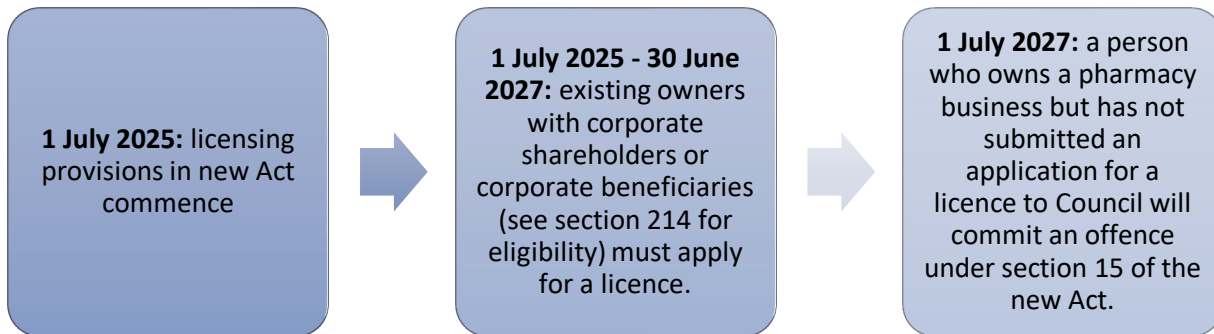 1 July 2025: licensing
provisions in new Act
commence
1 July 2025 - 30 June
2027: existing owners
with corporate
shareholders or
corporate beneficiaries
(see section 214 for
eligibility) must apply
for a licence.
1 July 2027: a person
who owns a pharmacy
business but has not
submitted an
application for a
licence to Council will
commit an offence
under section 15 of the
new Act.